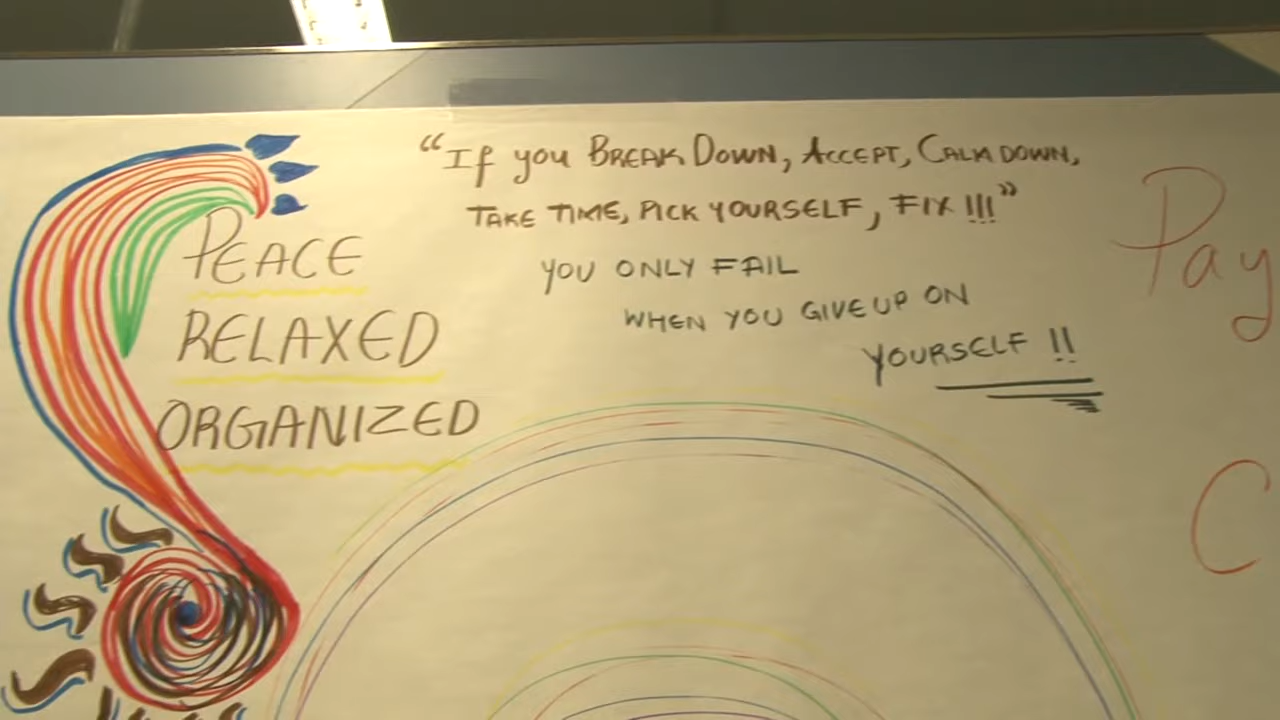 "If you BREAK DOWN, ACCEPT, CALM DOWN,
TAKE TIME, PICK YOURSELF, FIX !!!"
YOU ONLY FAIL
WHEN YOU GIVE UP ON
YOURSELF !!
PEACE
RELAXED
ORGANIZED
Pay
C